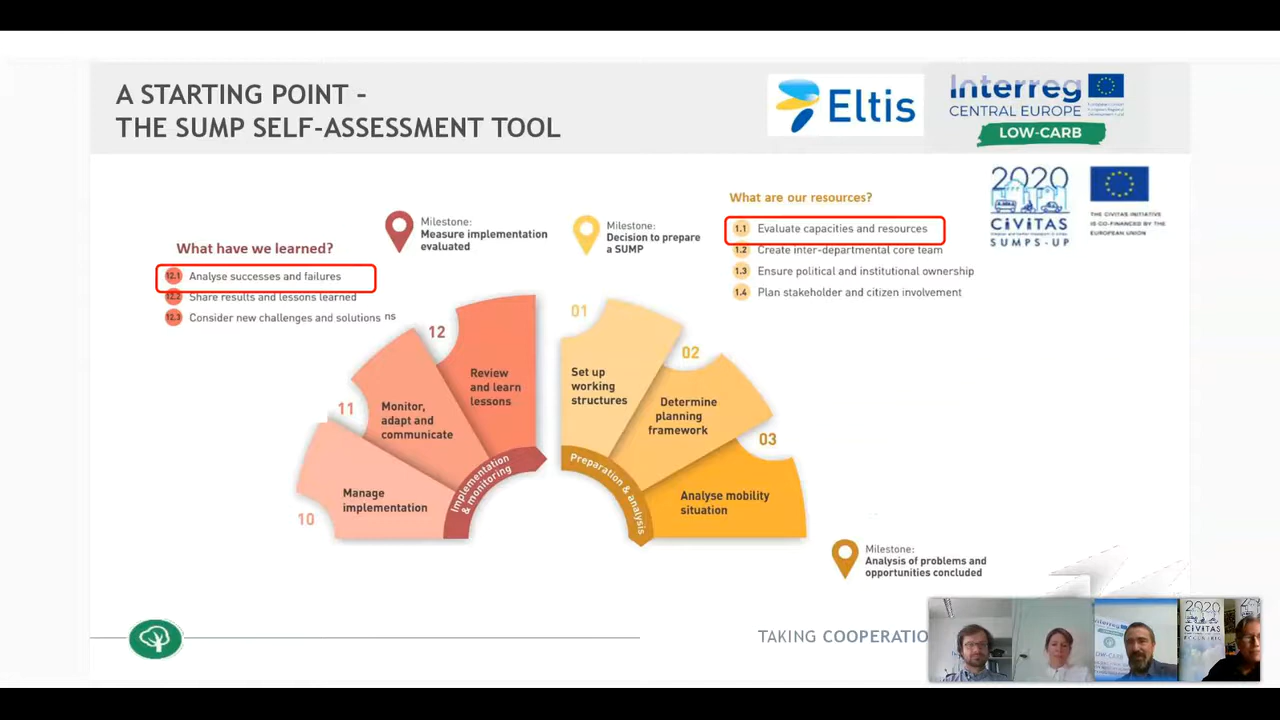 A STARTING POINT –
THE SUMP SELF-ASSESSMENT TOOL
Eltis
Interreg
CENTRAL EUROPE
LOW-CARB
2020
CiViTAS
SUMPS-UP
THE CIVITAS INITIATIVE
IS CO-FINANCED BY THE
EUROPEAN UNION
What have we learned?
12.1 Analyse successes and failures
12.2 Share results and lessons learned
12.3 Consider new challenges and solutions ns
Milestone:
Measure implementation
evaluated
Milestone:
Decision to prepare
a SUMP
What are our resources?
1.1 Evaluate capacities and resources
1.2 Create inter-departmental core team
1.3 Ensure political and institutional ownership
1.4 Plan stakeholder and citizen involvement
10
Manage
implementation
11
Monitor,
adapt and
communicate
12
Review
and learn
lessons
Implementation
& monitoring
01
Set up
working
structures
02
Determine
planning
framework
03
Analyse mobility
situation
Preparation & analysis
Milestone:
Analysis of problems and
opportunities concluded
TAKING COOPERATIO
Interreg
LOW-CARB
2020
CiViTAS